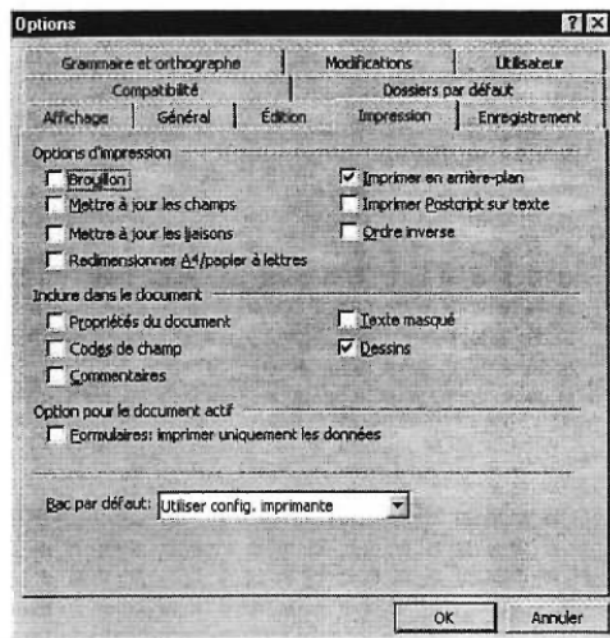 Options
Grammaire et orthographe Modifications Utilisateur
Compatibilité Dossiers par défaut
Affichage Général Édition Impression Enregistrement
Options d'impression
Brouillon Imprimer en arrière-plan
Mettre à jour les champs Imprimer Postcript sur texte
Mettre à jour les liaisons Ordre inverse
Redimensionner A4/papier à lettres
Inclure dans le document
Propriétés du document Texte masqué
Codes de champ Dessins
Commentaires
Option pour le document actif
Formulaires: imprimer uniquement les données
Bac par défaut: Utiliser config. imprimante
OK Annuler